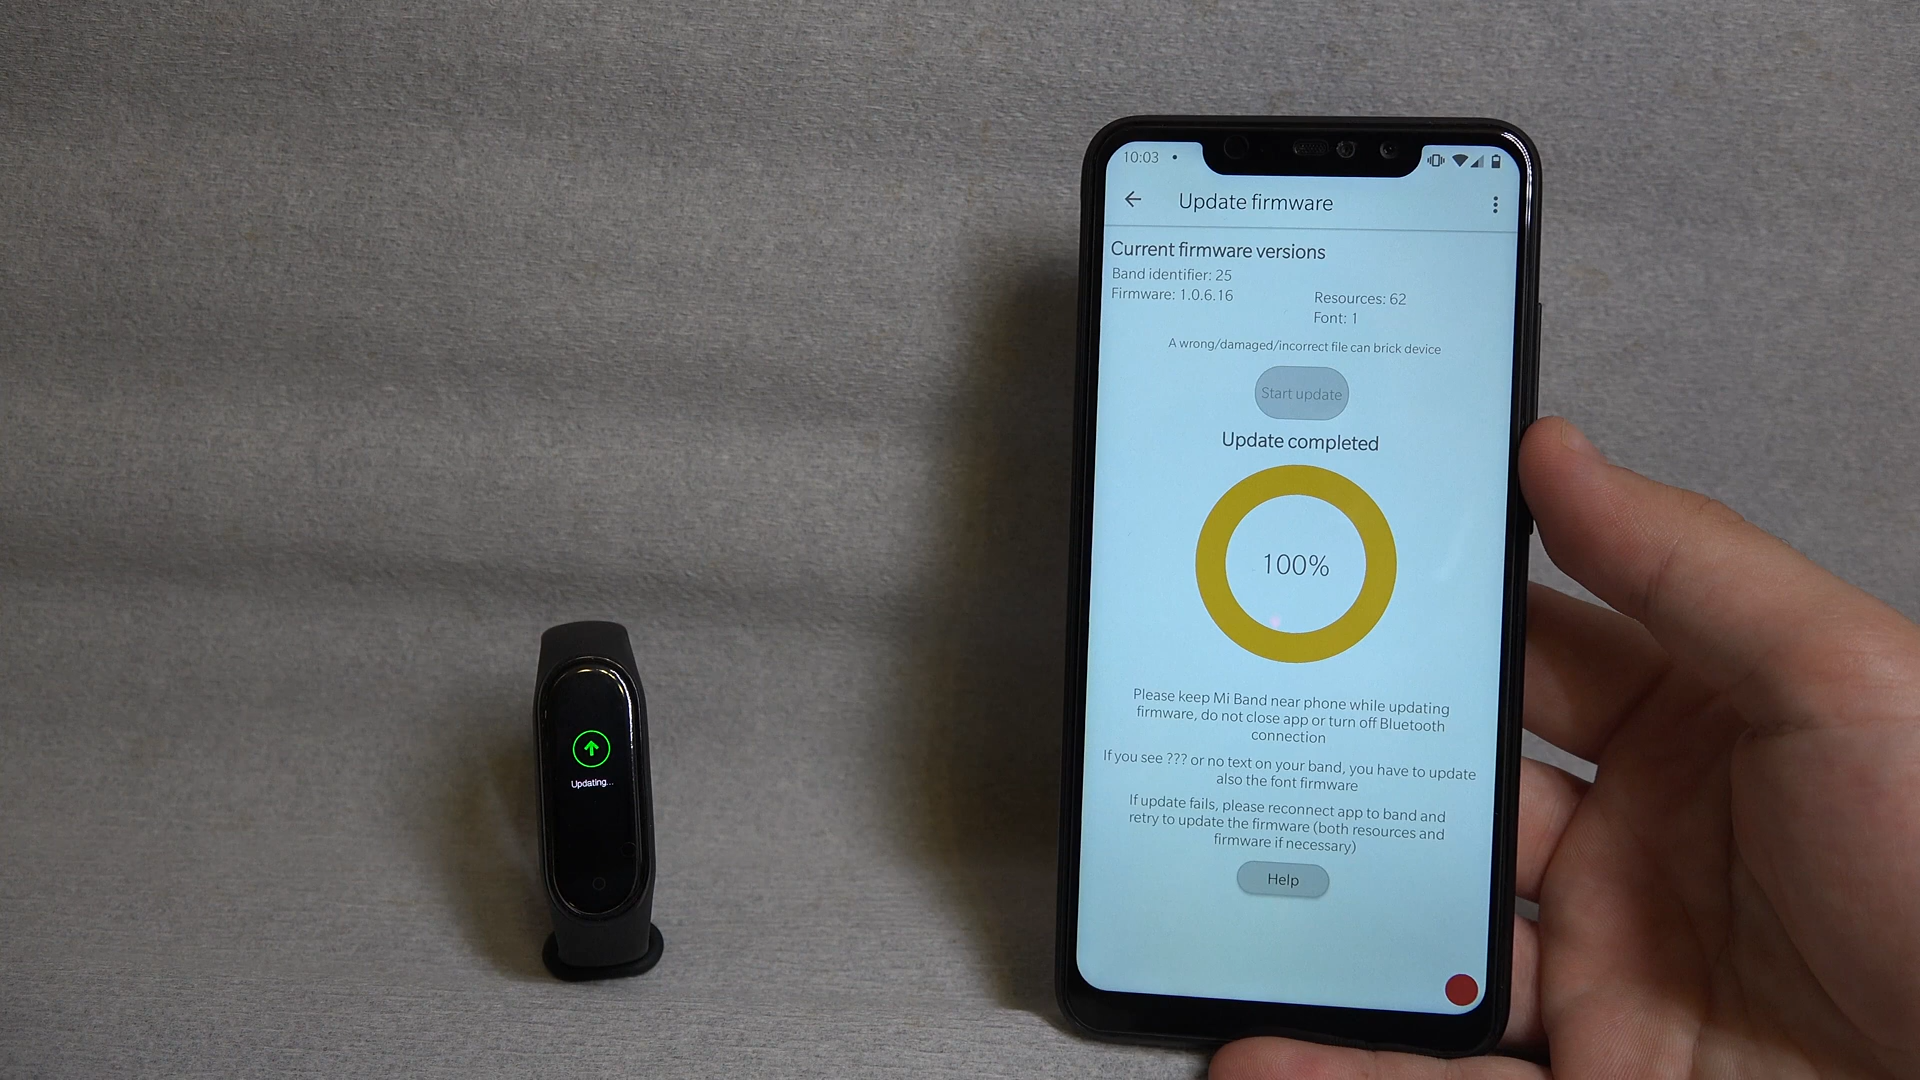 10:03
Update firmware
Current firmware versions
Band identifier: 25
Firmware: 1.0.6.16
Resources: 62
Font: 1
A wrong/damaged/incorrect file can brick device
Start update
Update completed
100%
Please keep Mi Band near phone while updating
firmware, do not close app or turn off Bluetooth
connection
If you see ??? or no text on your band, you have to update
also the font firmware
If update fails, please reconnect app to band and
retry to update the firmware (both resources and
firmware if necessary)
Help
Updating...